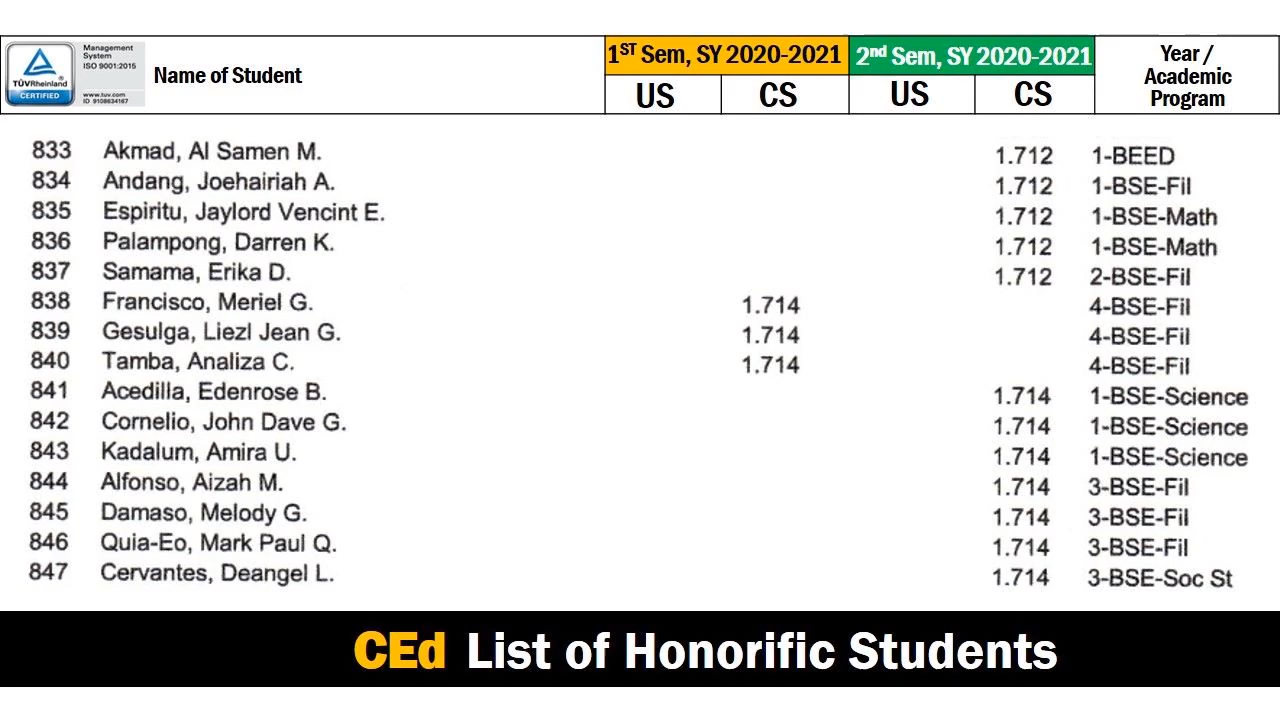 Management
System
ISO 9001:2015
TÜVRheinland®
CERTIFIED
www.tuv.com
ID 9108634167
Name of Student
1ST Sem, SY 2020-2021 2nd Sem, SY 2020-2021
US CS US CS
Year /
Academic
Program
833 Akmad, Al Samen M. 1.712 1-BEED
834 Andang, Joehairiah A. 1.712 1-BSE-Fil
835 Espiritu, Jaylord Vencint E. 1.712 1-BSE-Math
836 Palampong, Darren K. 1.712 1-BSE-Math
837 Samama, Erika D. 1.712 2-BSE-Fil
838 Francisco, Meriel G. 1.714 4-BSE-Fil
839 Gesulga, Liezl Jean G. 1.714 4-BSE-Fil
840 Tamba, Analiza C. 1.714 4-BSE-Fil
841 Acedilla, Edenrose B. 1.714 1-BSE-Science
842 Cornelio, John Dave G. 1.714 1-BSE-Science
843 Kadalum, Amira U. 1.714 1-BSE-Science
844 Alfonso, Aizah M. 1.714 3-BSE-Fil
845 Damaso, Melody G. 1.714 3-BSE-Fil
846 Quia-Eo, Mark Paul Q. 1.714 3-BSE-Fil
847 Cervantes, Deangel L. 1.714 3-BSE-Soc St
CEd List of Honorific Students